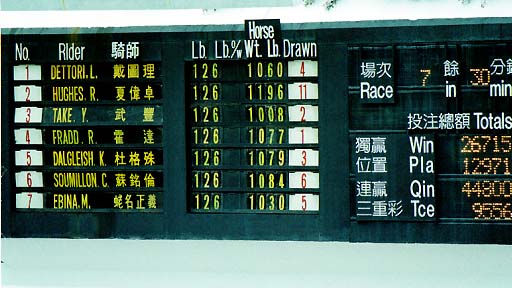 Horse
No. Rider 騎師 Lb. Lb.% Wt. Lb. Drawn
1 DETTORI.L. 戴圖理 126 1060 4
2 HUGHES.R. 夏偉卓 126 1196 11
3 TAKE.Y. 武豐 126 1008 2
4 FRADD.R. 霍達 126 1077 1
5 DALGLEISH.K. 杜格殊 126 1079 3
6 SOUMILLON.C. 蘇銘倫 126 1084 6
7 EBINA.M. 蛯名正義 126 1030 5
場次 7 餘 30 分鐘
Race in min
投注總額 Totals
獨贏 Win 26715
位置 Pla 12971
連贏 Qin 44800
三重彩 Tce 9556